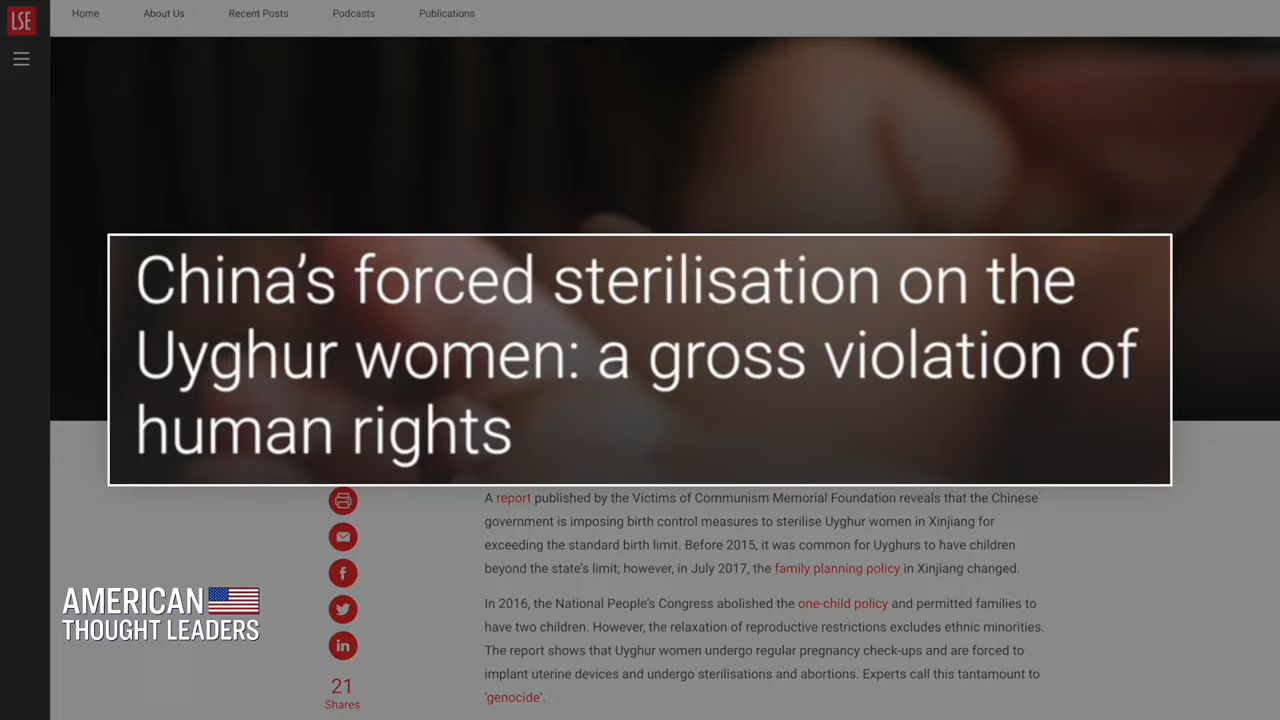 LSE
Home About Us Recent Posts Podcasts Publications
China's forced sterilisation on the
Uyghur women: a gross violation of
human rights
A report published by the Victims of Communism Memorial Foundation reveals that the Chinese
government is imposing birth control measures to sterilise Uyghur women in Xinjiang for
exceeding the standard birth limit. Before 2015, it was common for Uyghurs to have children
beyond the state's limit; however, in July 2017, the family planning policy in Xinjiang changed.
In 2016, the National People's Congress abolished the one-child policy and permitted families to
have two children. However, the relaxation of reproductive restrictions excludes ethnic minorities.
The report shows that Uyghur women undergo regular pregnancy check-ups and are forced to
implant uterine devices and undergo sterilisations and abortions. Experts call this tantamount to
'genocide'.
21
Shares
AMERICAN
THOUGHT LEADERS